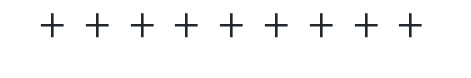 + + + + + + + + +